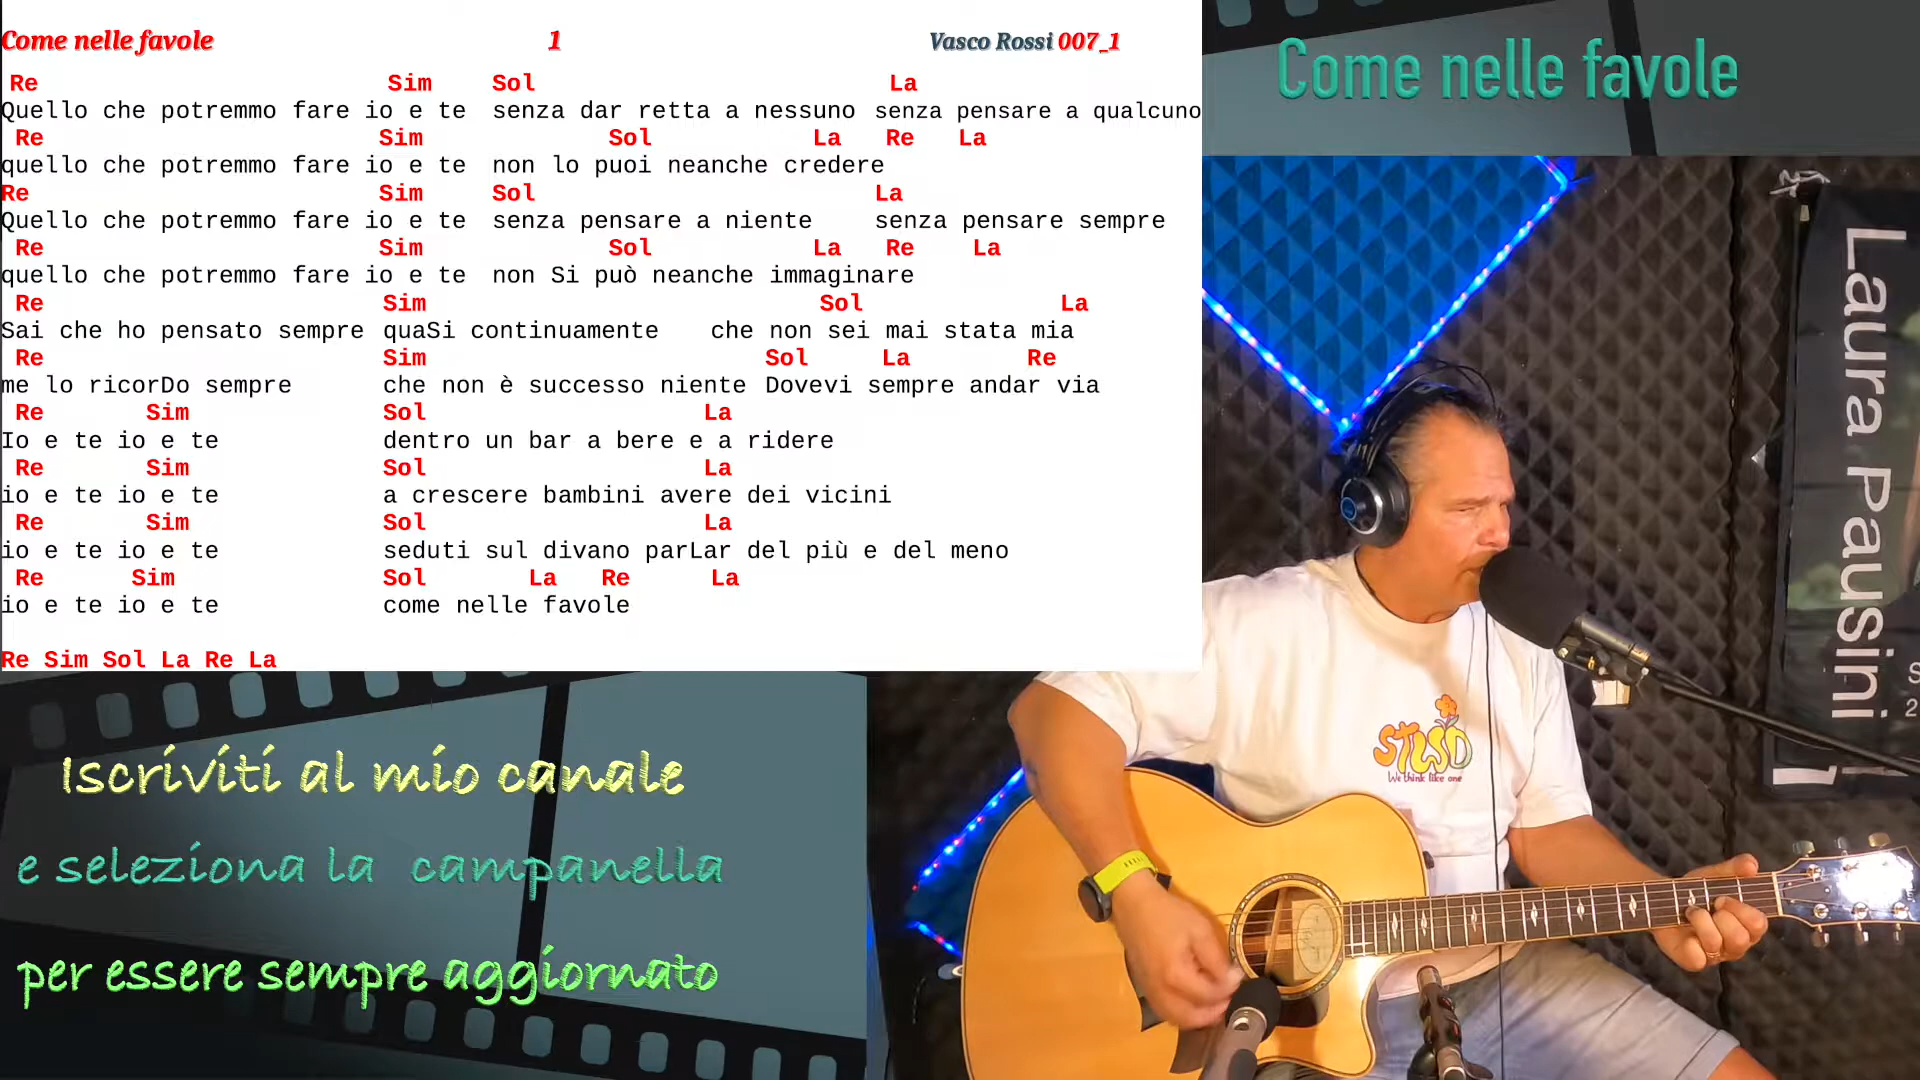 Come nelle favole 1 Vasco Rossi 007_1
Re Sim Sol La
Quello che potremmo fare io e te senza dar retta a nessuno senza pensare a qualcuno
Re Sim Sol La Re La
quello che potremmo fare io e te non lo puoi neanche credere
Re Sim Sol La
Quello che potremmo fare io e te senza pensare a niente senza pensare sempre
Re Sim Sol La Re La
quello che potremmo fare io e te non Si può neanche immaginare
Re Sim Sol La
Sai che ho pensato sempre quaSi continuamente che non sei mai stata mia
Re Sim Sol La Re
me lo ricorDo sempre che non è successo niente Dovevi sempre andar via
Re Sim Sol La
Io e te io e te dentro un bar a bere e a ridere
Re Sim Sol La
io e te io e te a crescere bambini avere dei vicini
Re Sim Sol La
io e te io e te seduti sul divano parLar del più e del meno
Re Sim Sol La Re La
io e te io e te come nelle favole
Re Sim Sol La Re La
Come nelle favole
Laura Pausini
STWD
We think like one
Iscriviti al mio canale
e seleziona la campanella
per essere sempre aggiornato